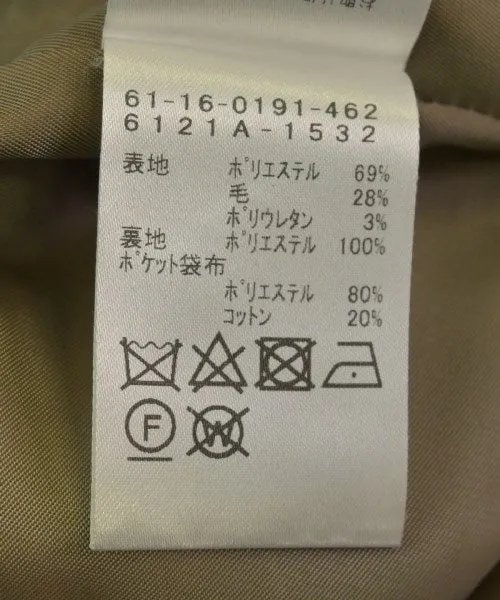 61-16-0191-462
6121A-1532
表地 ポリエステル 69%
毛 28%
ポリウレタン 3%
裏地 ポリエステル 100%
ポケット袋布
ポリエステル 80%
コットン 20%
F
W